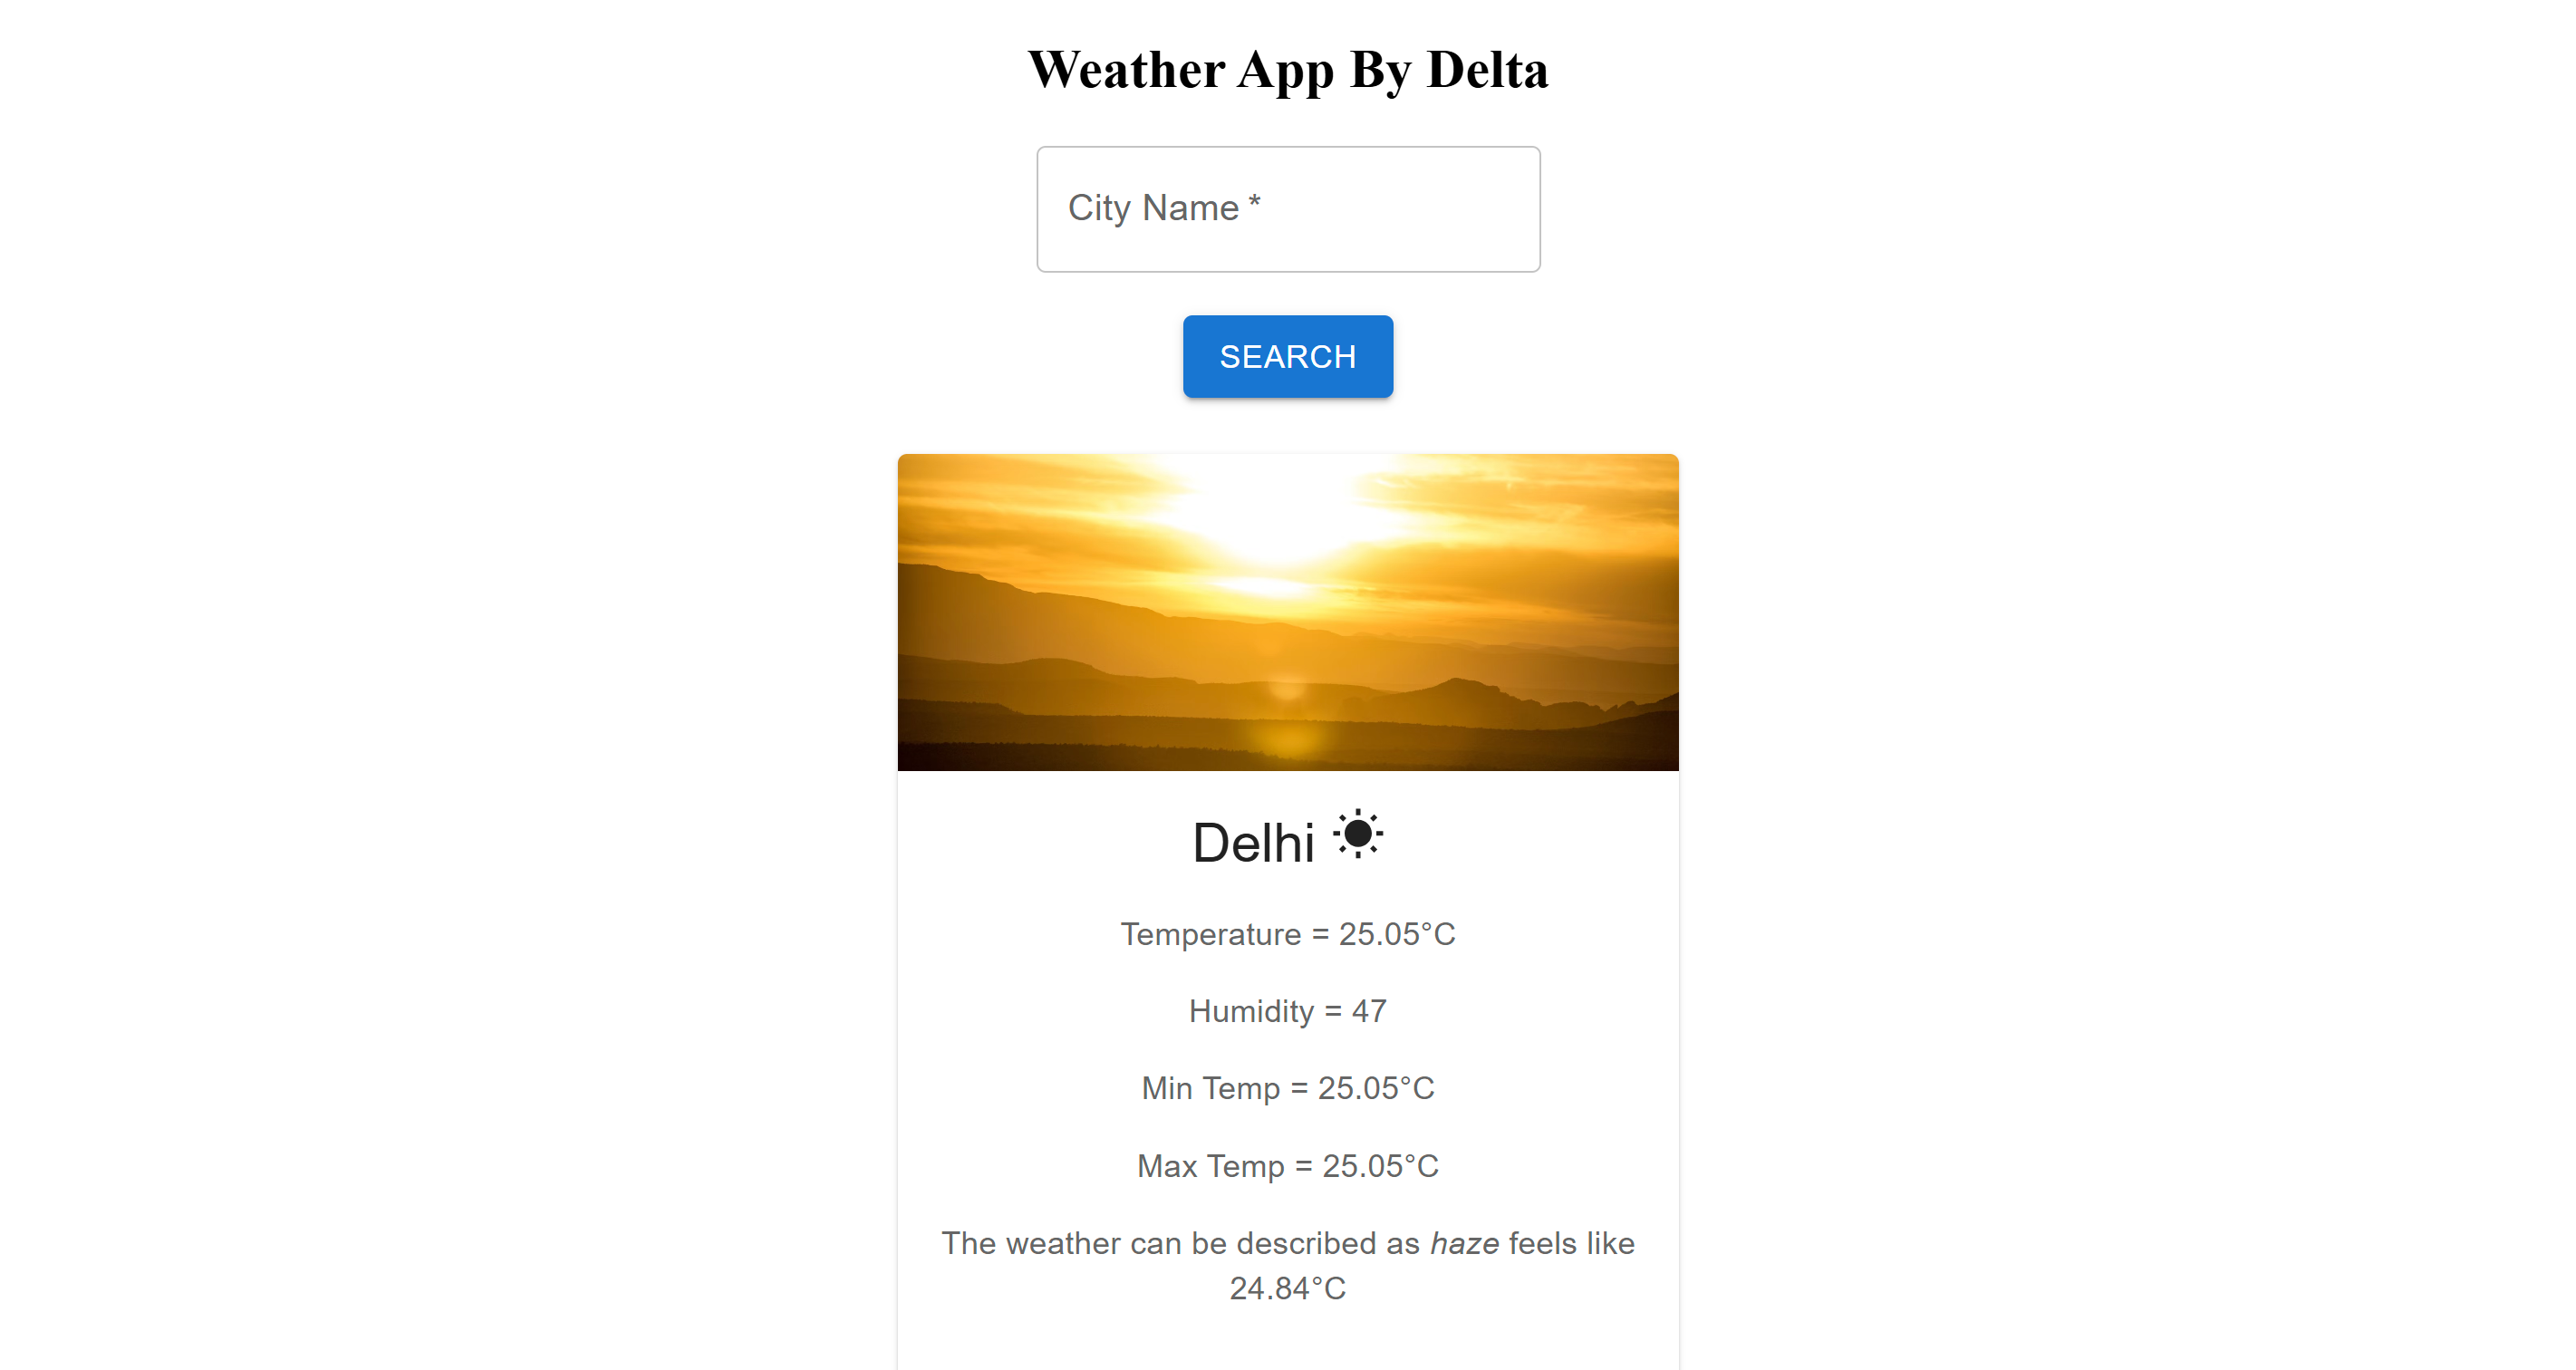 Weather App By Delta
City Name *
SEARCH
Delhi
Temperature = 25.05°C
Humidity = 47
Min Temp = 25.05°C
Max Temp = 25.05°C
The weather can be described as haze feels like
24.84°C